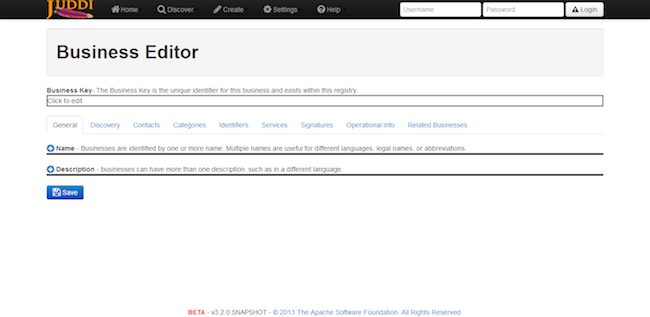 JUDDI Home Discover Create Settings Help Username Password Login
Business Editor
Business Key- The Business Key is the unique identifier for this business and exists within this registry.
Click to edit
General Discovery Contacts Categories Identifiers Services Signatures Operational Info Related Businesses
Name - Businesses are identified by one or more name. Multiple names are useful for different languages, legal names, or abbreviations.
Description - businesses can have more than one description, such as in a different language.
Save
BETA - v3.2.0 SNAPSHOT - © 2013 The Apache Software Foundation. All Rights Reserved.